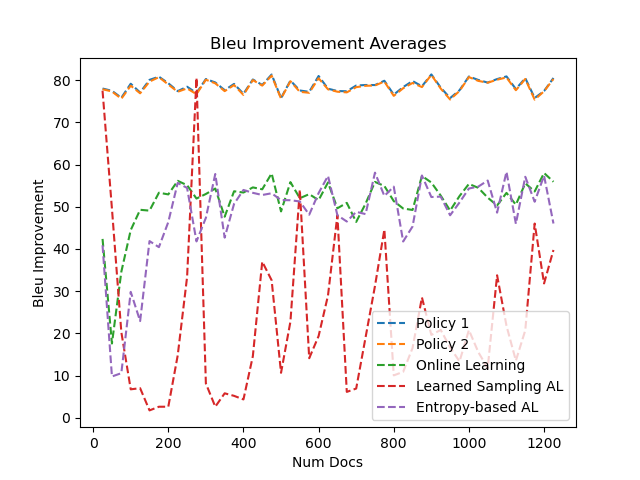 Bleu Improvement Averages
Bleu Improvement
80
70
60
50
40
30
20
10
0
0 200 400 600 800 1000 1200
Num Docs
Policy 1
Policy 2
Online Learning
Learned Sampling AL
Entropy-based AL